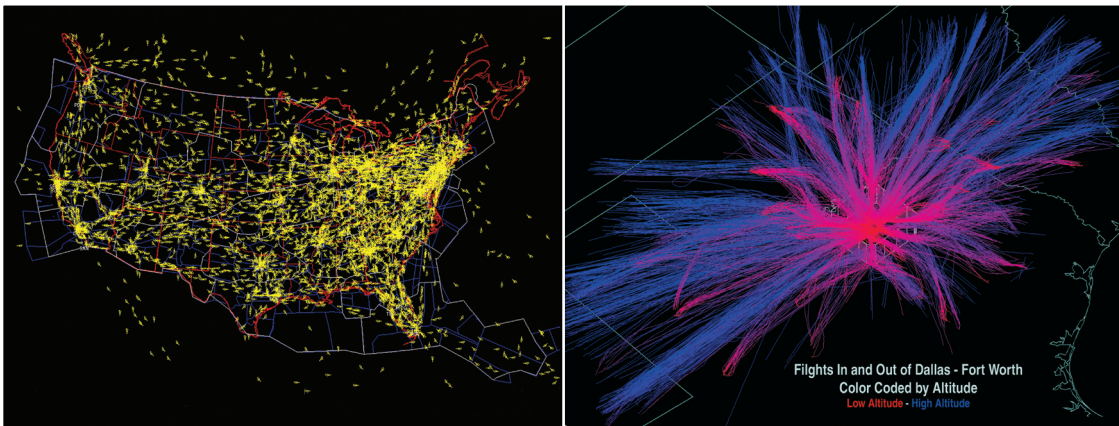 Filghts In and Out of Dallas - Fort Worth
Color Coded by Altitude
Low Altitude - High Altitude